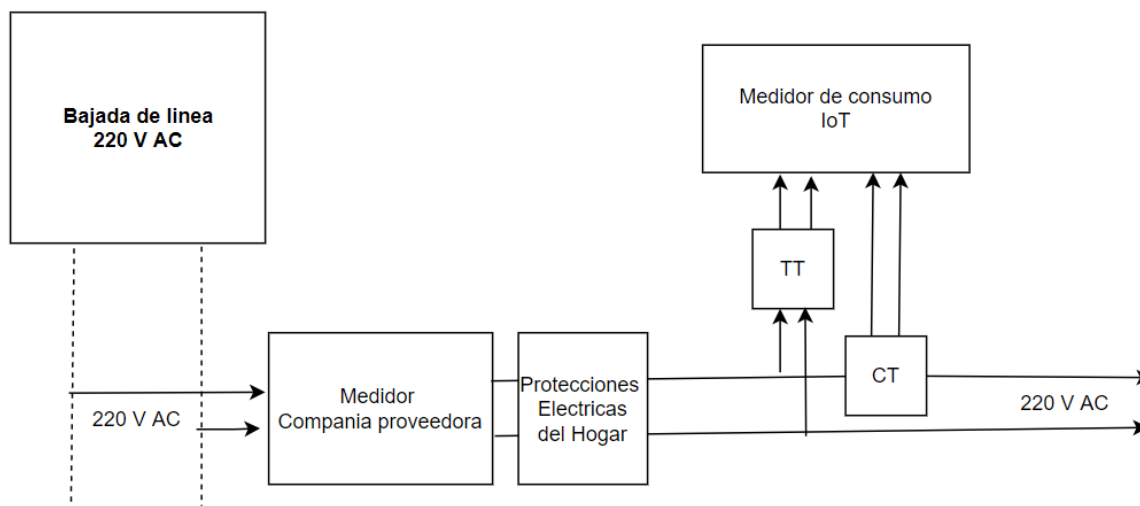 Bajada de linea
220 V AC
Medidor de consumo
IoT
TT
CT
220 V AC
Medidor
Compania proveedora
Protecciones
Electricas
del Hogar
220 V AC